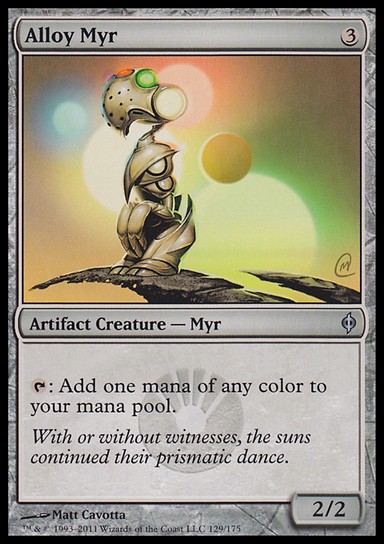 Alloy Myr 3
Artifact Creature — Myr
: Add one mana of any color to
your mana pool.
With or without witnesses, the suns
continued their prismatic dance.
Matt Cavotta
™ & © 1993–2011 Wizards of the Coast LLC 129/175
2/2